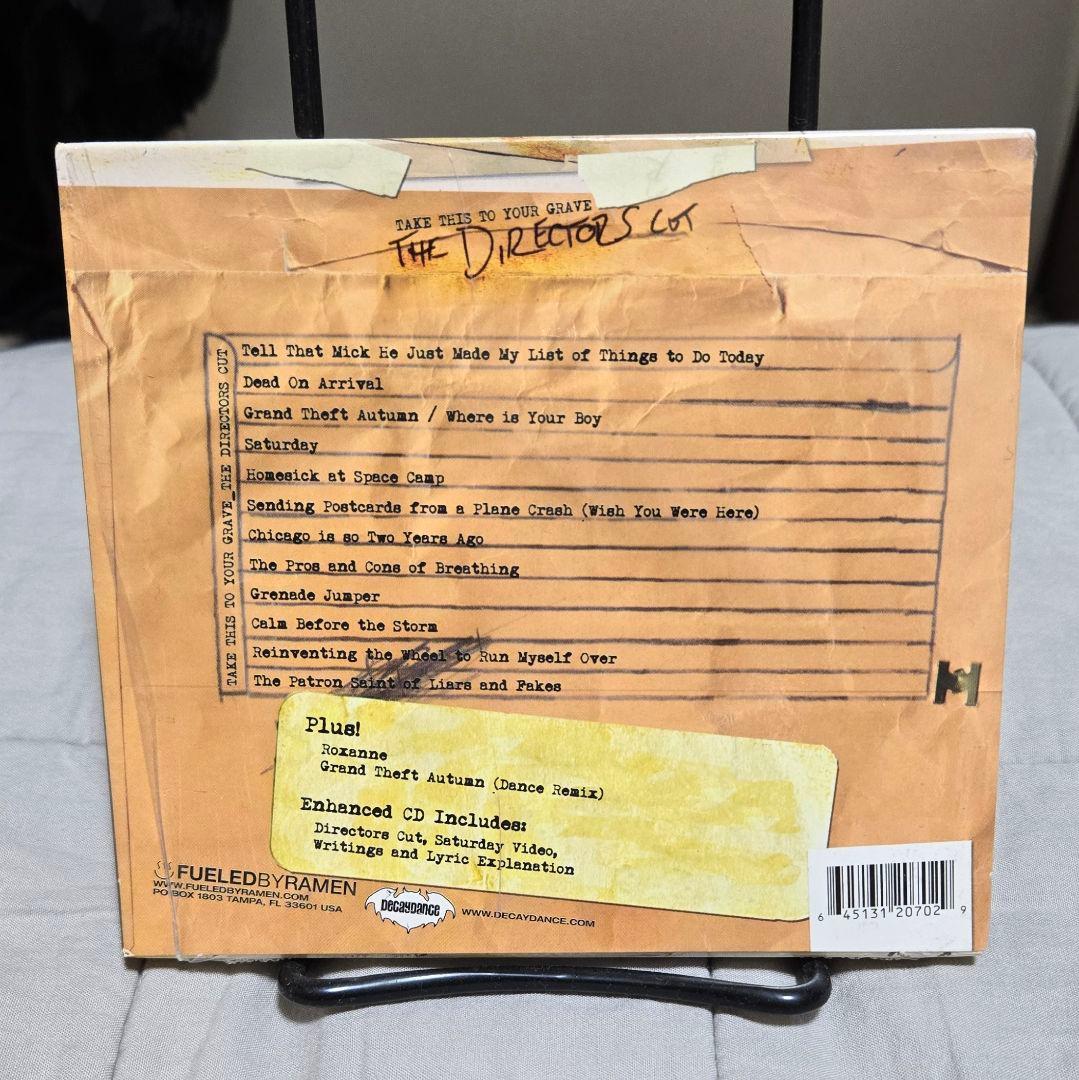 TAKE THIS TO YOUR GRAVE
THE DIRECTORS CUT
TAKE THIS TO YOUR GRAVE_THE DIRECTORS CUT
Tell That Mick He Just Made My List of Things to Do Today
Dead On Arrival
Grand Theft Autumn / Where is Your Boy
Saturday
Homesick at Space Camp
Sending Postcards from a Plane Crash (Wish You Were Here)
Chicago is so Two Years Ago
The Pros and Cons of Breathing
Grenade Jumper
Calm Before the Storm
Reinventing the Wheel to Run Myself Over
The Patron Saint of Liars and Fakes
Plus!
Roxanne
Grand Theft Autumn (Dance Remix)
Enhanced CD Includes:
Directors Cut, Saturday Video,
Writings and Lyric Explanation
FUELEDBYRAMEN
WWW.FUELEDBYRAMEN.COM
PO BOX 1803 TAMPA, FL 33601 USA
DECAYDANCE
WWW.DECAYDANCE.COM
6 45131 20702 9